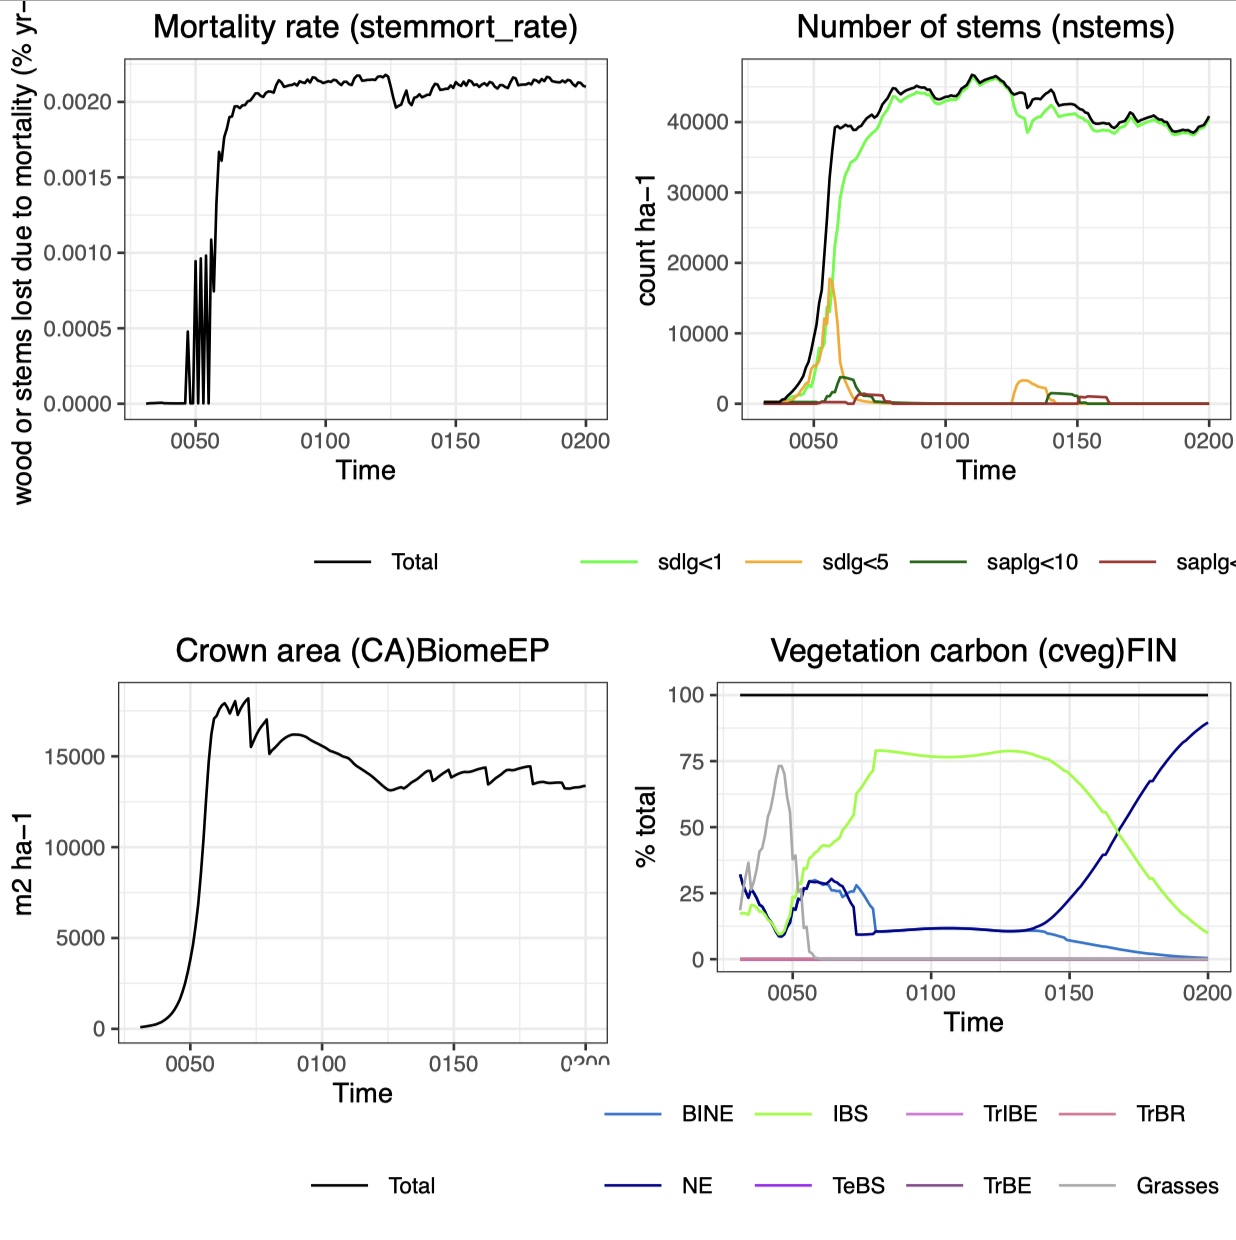 Mortality rate (stemmort_rate)
wood or stems lost due to mortality (% yr−
0.0020
0.0015
0.0010
0.0005
0.0000
0050 0100 0150 0200
Time
Total
Number of stems (nstems)
count ha−1
40000
30000
20000
10000
0
0050 0100 0150 0200
Time
sdlg<1 sdlg<5 saplg<10 saplg<
Crown area (CA)BiomeEP
m2 ha−1
15000
10000
5000
0
0050 0100 0150 0200
Time
Total
Vegetation carbon (cveg)FIN
% total
100
75
50
25
0
0050 0100 0150 0200
Time
BINE IBS TrIBE TrBR
NE TeBS TrBE Grasses